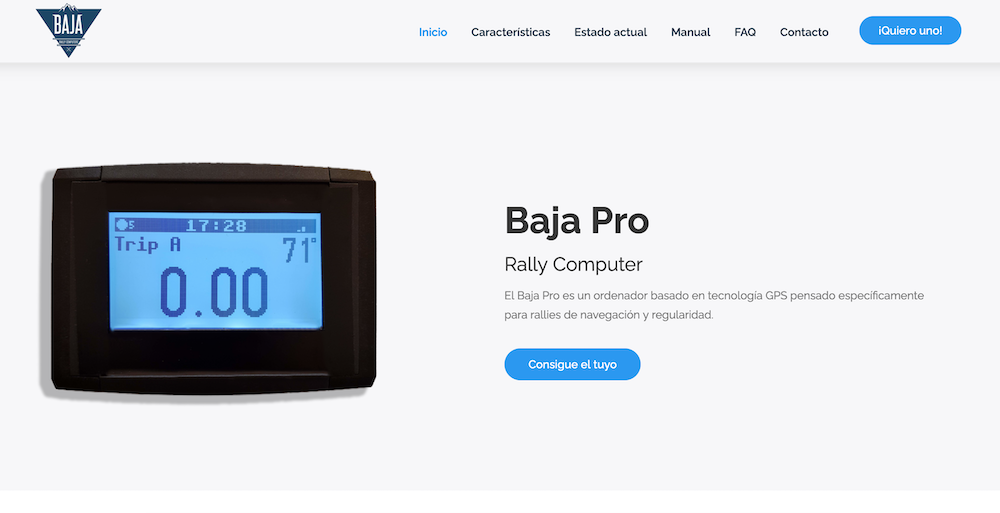 BAJA
Inicio
Características
Estado actual
Manual
FAQ
Contacto
¡Quiero uno!
5 17:28
Trip A 71°
0.00
Baja Pro
Rally Computer
El Baja Pro es un ordenador basado en tecnología GPS pensado específicamente
para rallies de navegación y regularidad.
Consigue el tuyo